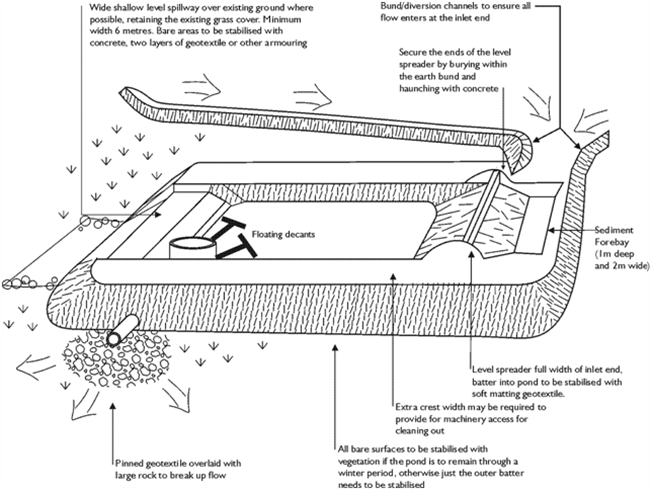 Wide shallow level spillway over existing ground where
possible, retaining the existing grass cover. Minimum
width 6 metres. Bare areas to be stabilised with
concrete, two layers of geotextile or other armouring
Bund/diversion channels to ensure all
flow enters at the inlet end
Secure the ends of the level
spreader by burying within
the earth bund and
haunching with concrete
Floating decants
Sediment
Forebay
(1m deep
and 2m wide)
Level spreader full width of inlet end,
batter into pond to be stabilised with
soft matting geotextile.
Extra crest width may be required to
provide for machinery access for
cleaning out
All bare surfaces to be stabilised with
vegetation if the pond is to remain through a
winter period, otherwise just the outer batter
needs to be stabilised
Pinned geotextile overlaid with
large rock to break up flow